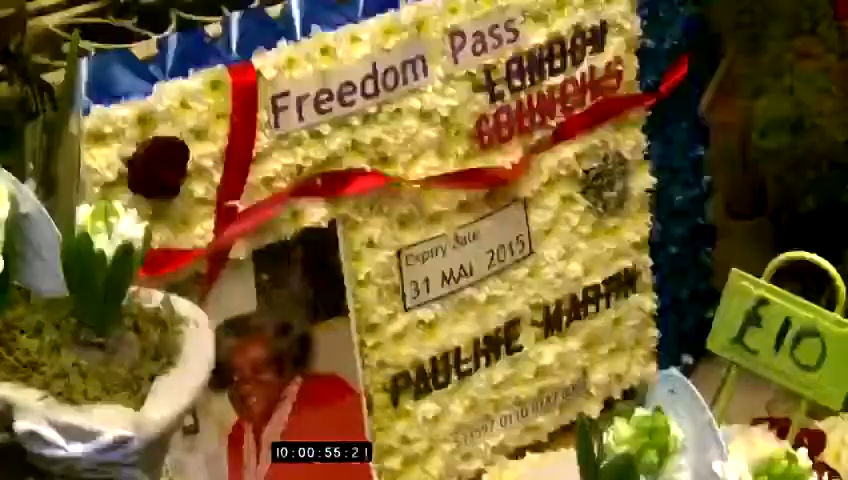 Freedom Pass
LONDON
COUNCILS
Expiry date
31 MAI 2015
PAULINE MARTIN
£10
10:00:55:21